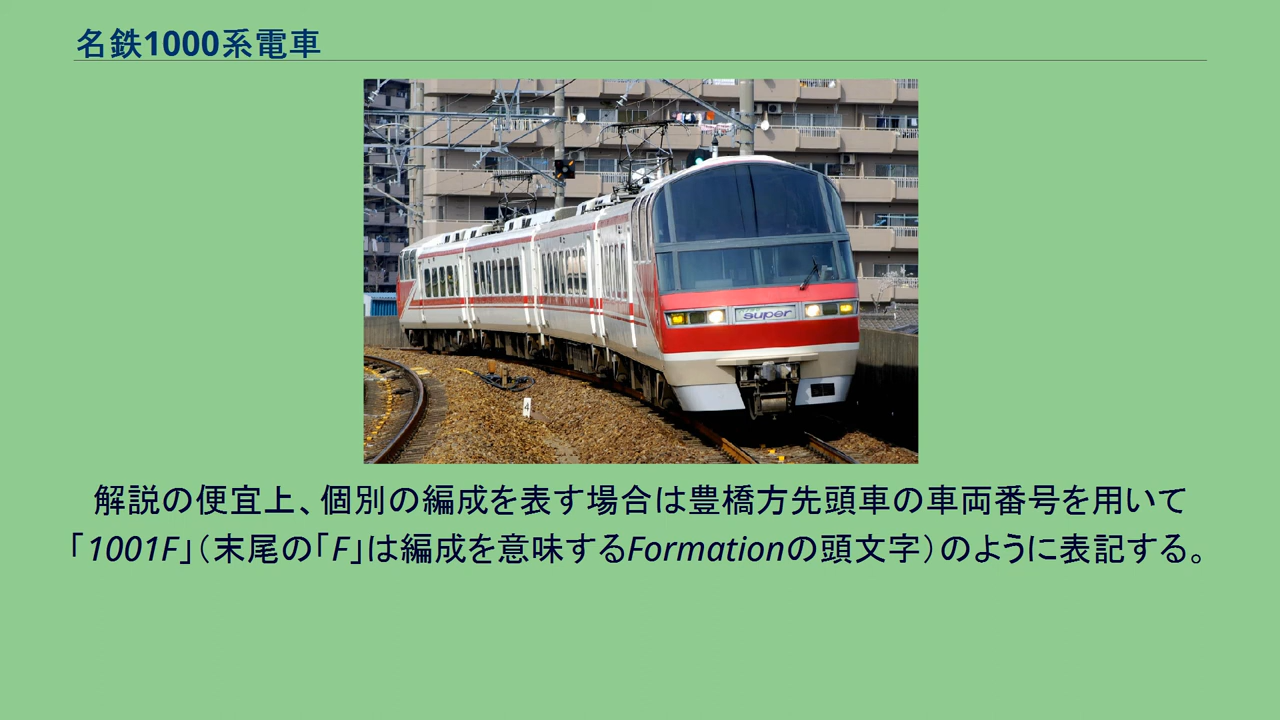 名鉄1000系電車
super
4
解説の便宜上、個別の編成を表す場合は豊橋方先頭車の車両番号を用いて
「1001F」（末尾の「F」は編成を意味するFormationの頭文字）のように表記する。